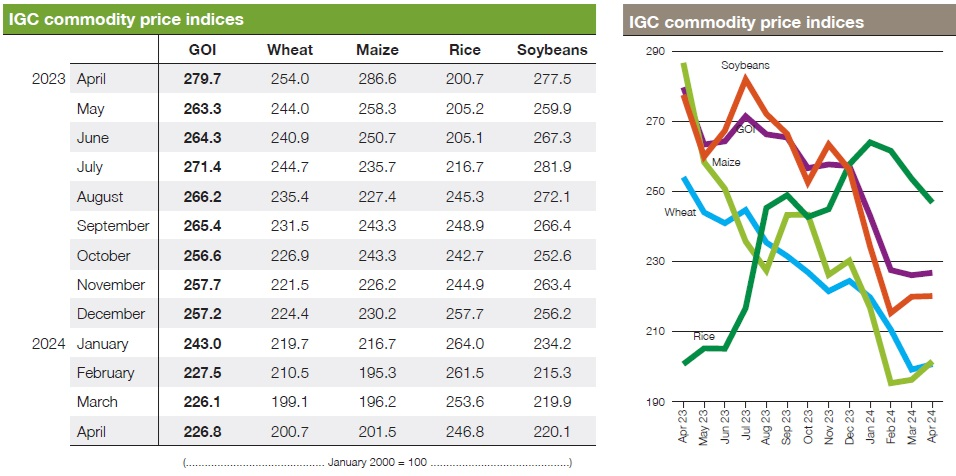 IGC commodity price indices
GOI Wheat Maize Rice Soybeans
2023 April 279.7 254.0 286.6 200.7 277.5
May 263.3 244.0 258.3 205.2 259.9
June 264.3 240.9 250.7 205.1 267.3
July 271.4 244.7 235.7 216.7 281.9
August 266.2 235.4 227.4 245.3 272.1
September 265.4 231.5 243.3 248.9 266.4
October 256.6 226.9 243.3 242.7 252.6
November 257.7 221.5 226.2 244.9 263.4
December 257.2 224.4 230.2 257.7 256.2
2024 January 243.0 219.7 216.7 264.0 234.2
February 227.5 210.5 195.3 261.5 215.3
March 226.1 199.1 196.2 253.6 219.9
April 226.8 200.7 201.5 246.8 220.1
(.............................................. January 2000 = 100 ..............................................)
IGC commodity price indices
290
Soybeans
270
GOI
Maize
250
Wheat
230
210
Rice
190
Apr 23 May 23 Jun 23 Jul 23 Aug 23 Sep 23 Oct 23 Nov 23 Dec 23 Jan 24 Feb 24 Mar 24 Apr 24